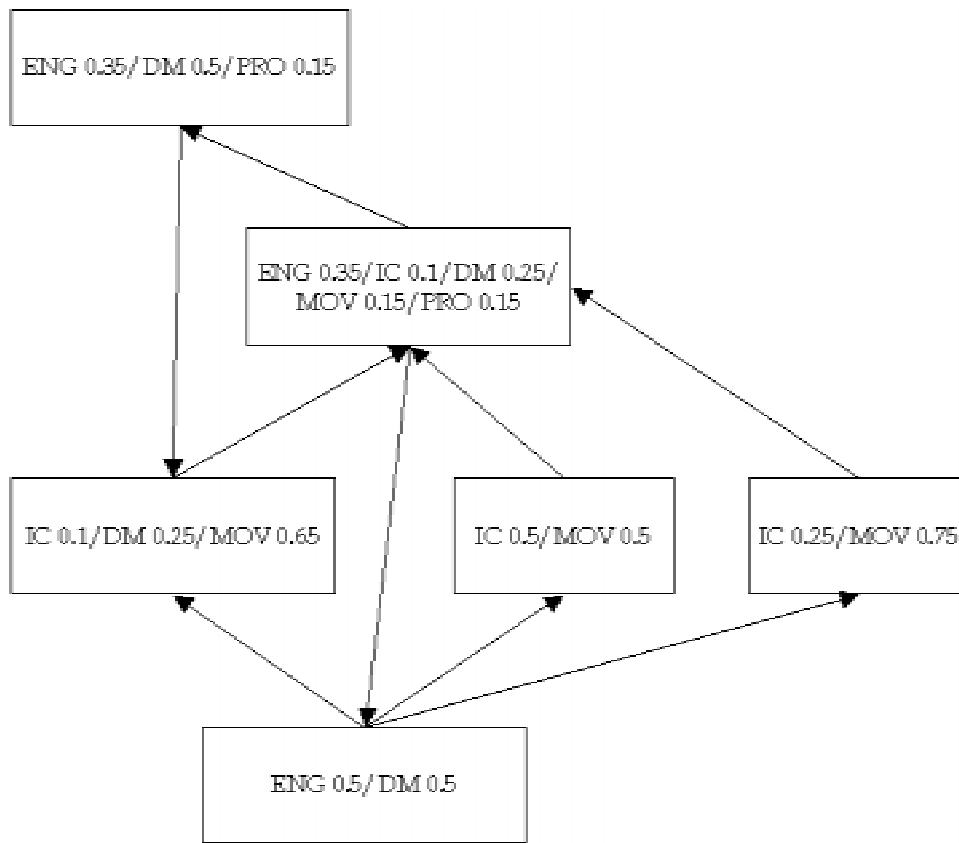 ENG 0.35/DM 0.5/PRO 0.15
ENG 0.35/IC 0.1/DM 0.25/
MOV 0.15/PRO 0.15
IC 0.1/DM 0.25/MOV 0.65
IC 0.5/MOV 0.5
IC 0.25/MOV 0.75
ENG 0.5/DM 0.5